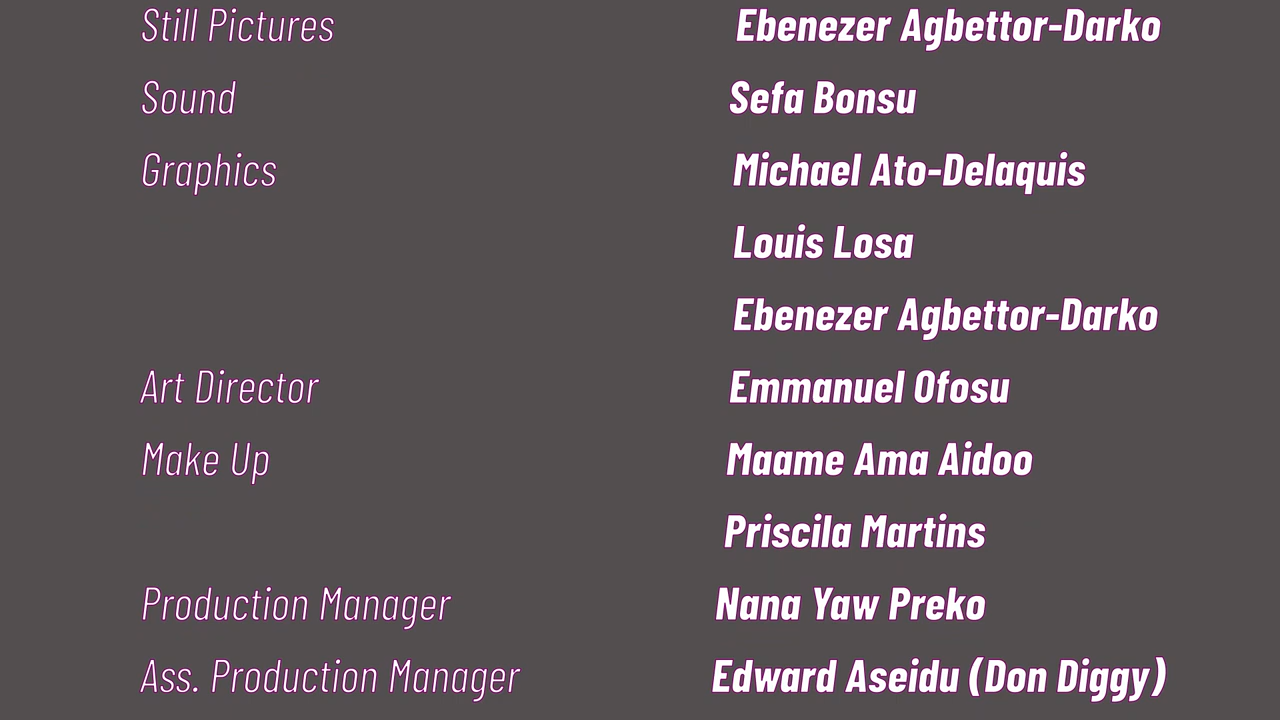 Still Pictures Ebenezer Agbettor-Darko
Sound Sefa Bonsu
Graphics Michael Ato-Delaquis
Louis Losa
Ebenezer Agbettor-Darko
Art Director Emmanuel Ofosu
Make Up Maame Ama Aidoo
Priscila Martins
Production Manager Nana Yaw Preko
Ass. Production Manager Edward Aseidu (Don Diggy)